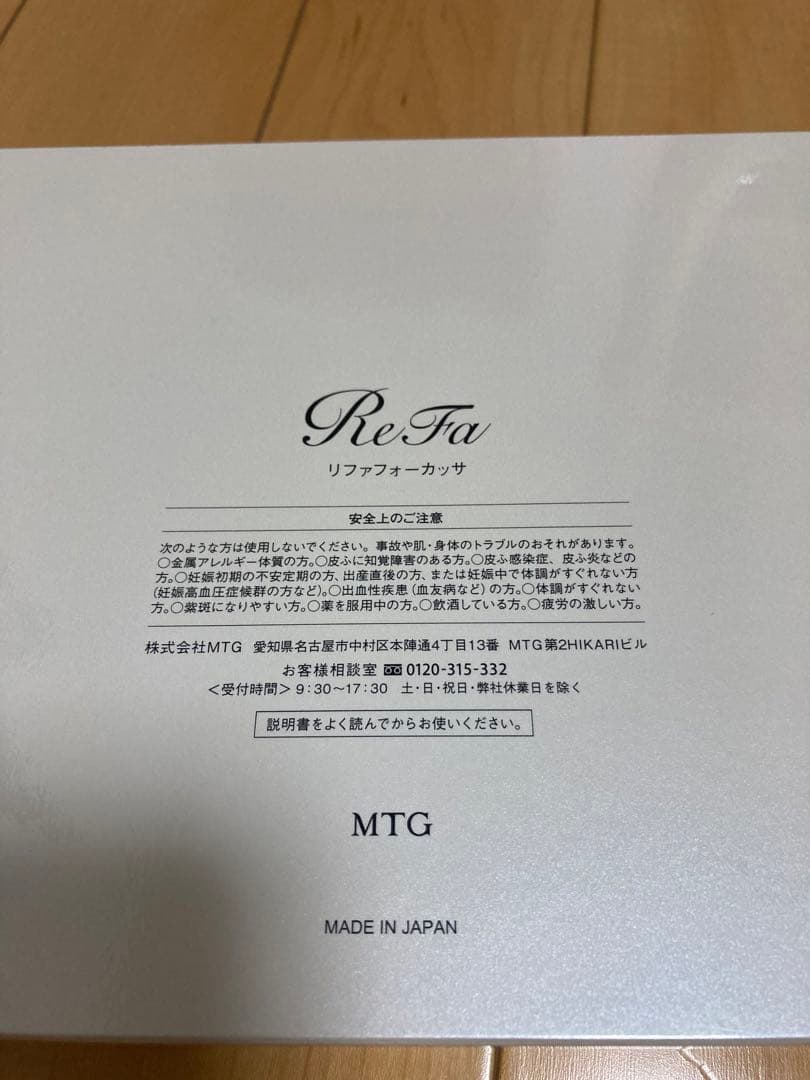 ReFa
リファフォーカッサ
安全上のご注意
次のような方は使用しないでください。事故や肌・身体のトラブルのおそれがあります。
○金属アレルギー体質の方。○皮ふに知覚障害のある方。○皮ふ感染症、皮ふ炎などの
方。○妊娠初期の不安定期の方、出産直後の方、または妊娠中で体調がすぐれない方
(妊娠高血圧症候群の方など)。○出血性疾患(血友病など)の方。○体調がすぐれない
方。○紫斑になりやすい方。○薬を服用中の方。○飲酒している方。○疲労の激しい方。
株式会社MTG 愛知県名古屋市中村区本陣通4丁目13番 MTG第2HIKARIビル
お客様相談室 0120-315-332
<受付時間>9:30~17:30 土・日・祝日・弊社休業日を除く
説明書をよく読んでからお使いください。
MTG
MADE IN JAPAN